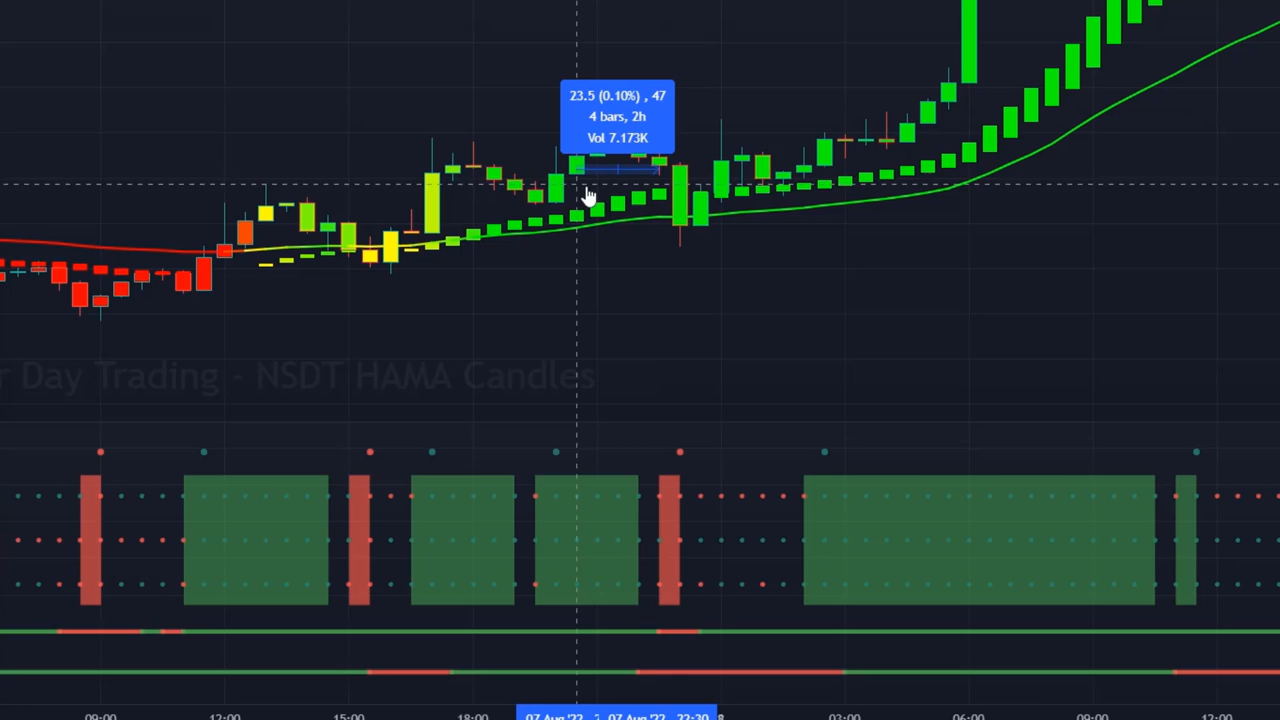 23.5 (0.10%) , 47
4 bars, 2h
Vol 7.173K
r Day Trading - NSDT HAMA Candles
09:00 12:00 15:00 18:00 07 Aug '22 07 Aug '22 22:30 8 03:00 06:00 09:00 12:00